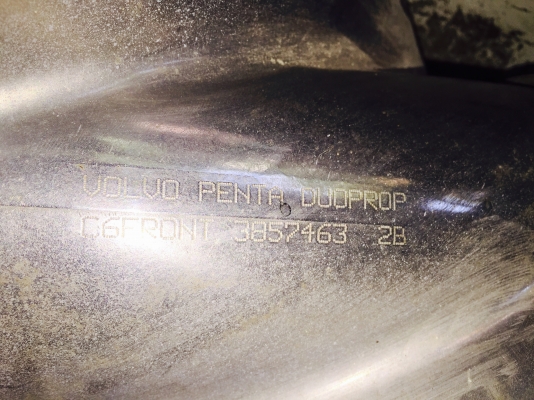 VOLVO PENTA DUOPROP
C6FRONT 3857463 2B